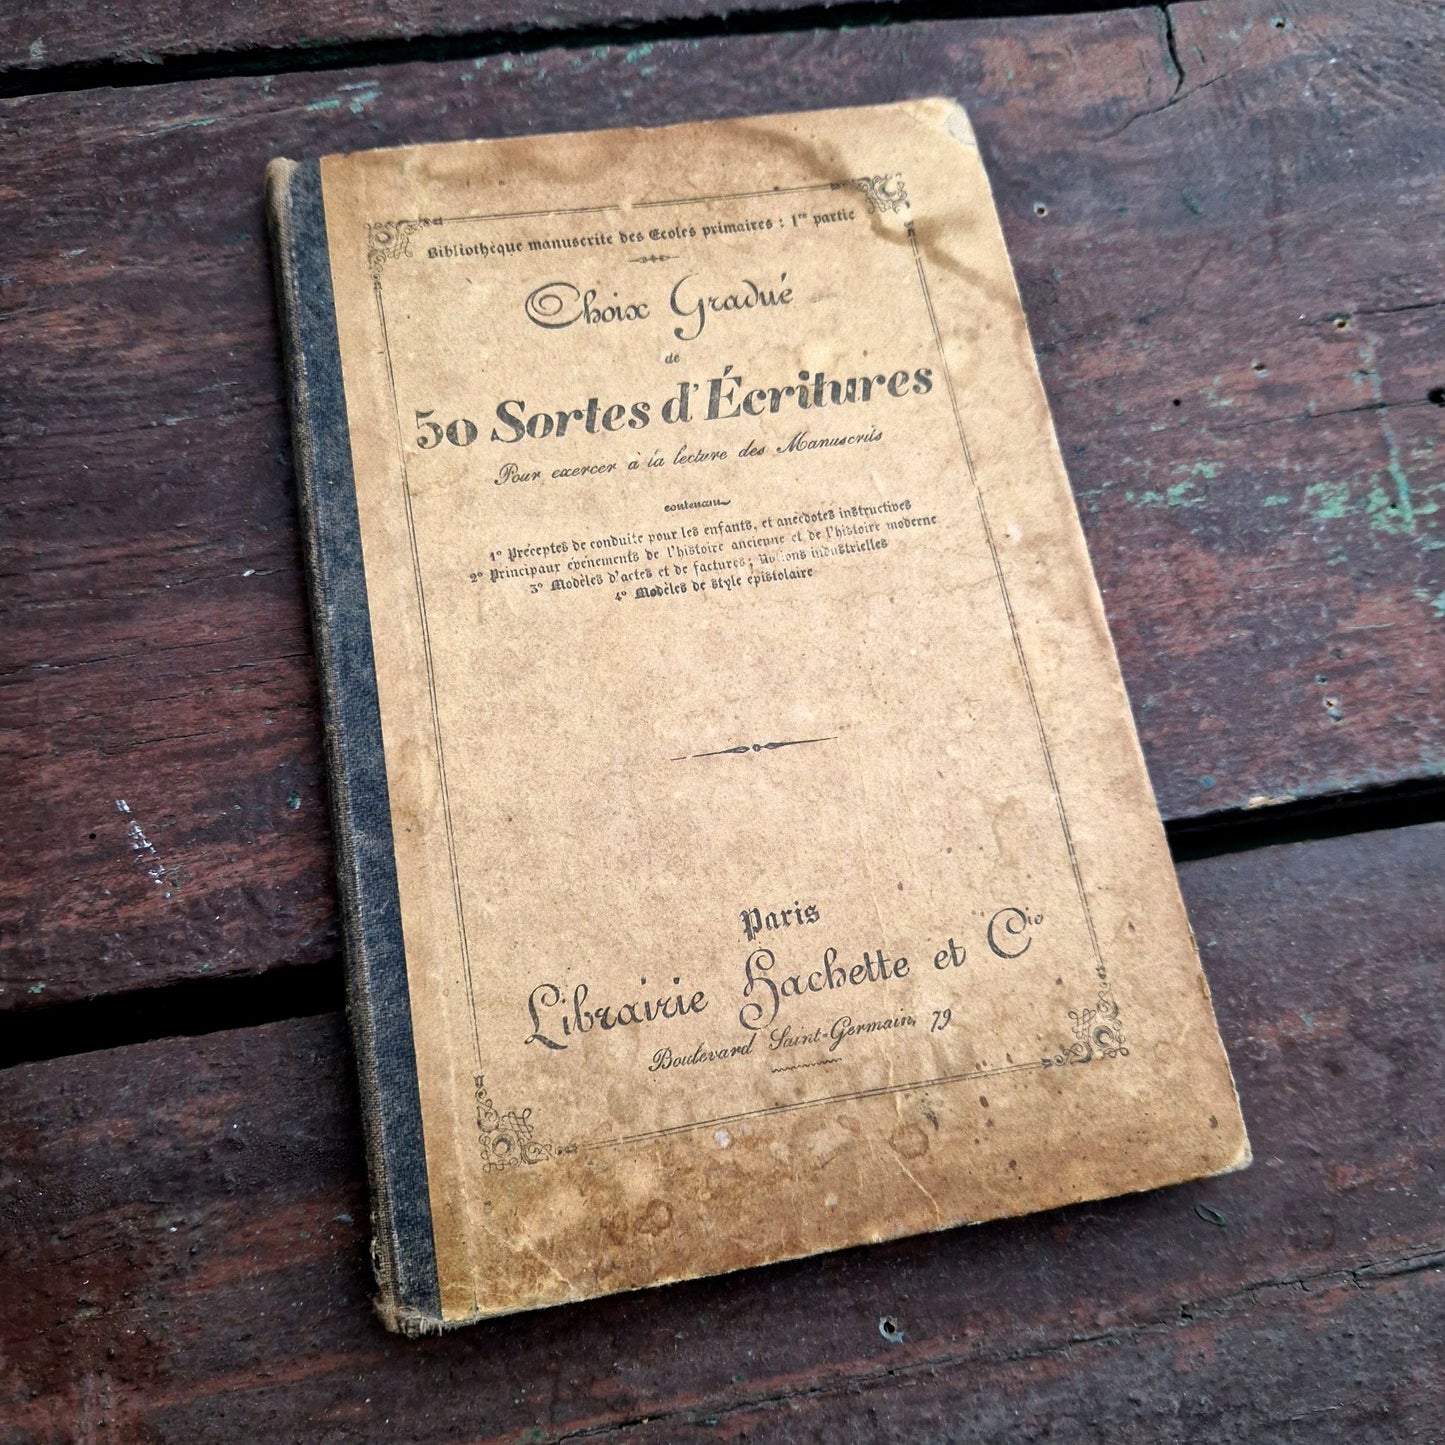 Bibliothèque manuscrite des Ecoles primaires : 1re partie
Choix Gradué
de
50 Sortes d'Écritures
Pour exercer à la lecture des Manuscrits
contenant
1° Préceptes de conduite pour les enfants, et anecdotes instructives
2° Principaux événements de l'histoire ancienne et de l'histoire moderne
3° Modèles d'actes et de factures; Notions industrielles
4° Modèles de style épistolaire
Paris
Librairie Hachette et Cie
Boulevard Saint-Germain, 79